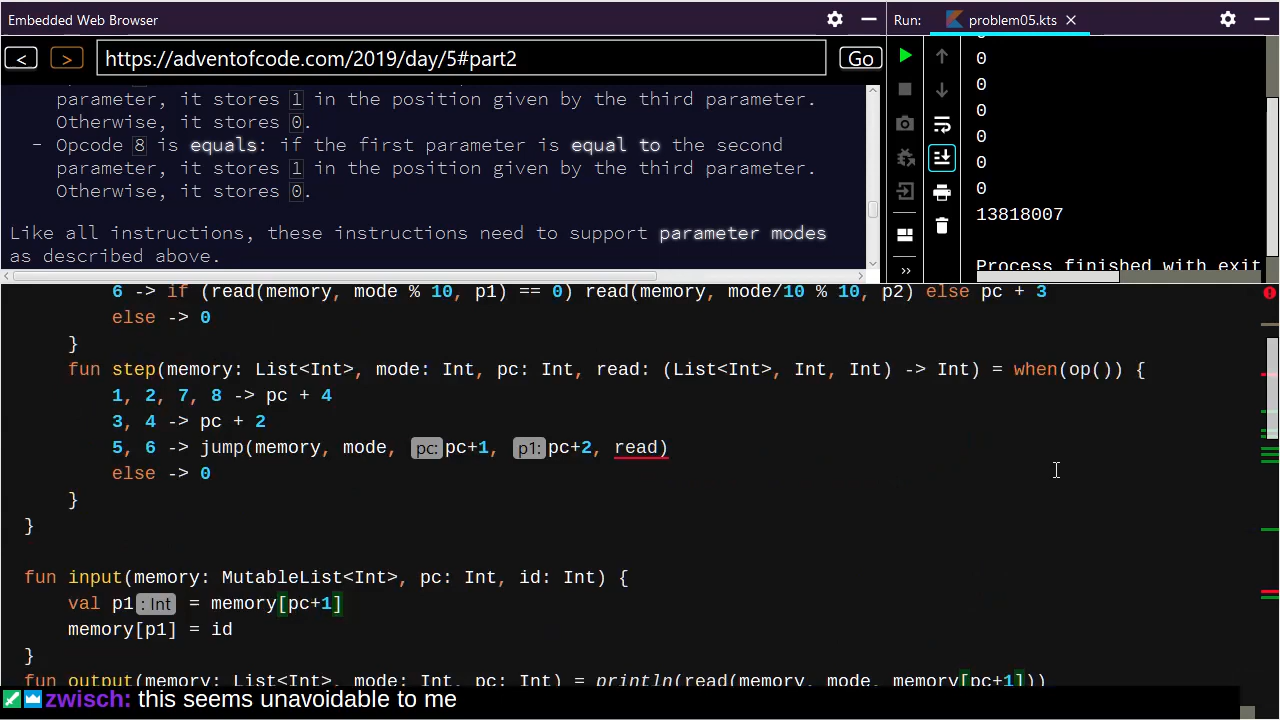 Embedded Web Browser
Run: problem05.kts
< > https://adventofcode.com/2019/day/5#part2 Go
parameter, it stores 1 in the position given by the third parameter.
Otherwise, it stores 0.
- Opcode 8 is equals: if the first parameter is equal to the second
parameter, it stores 1 in the position given by the third parameter.
Otherwise, it stores 0.
Like all instructions, these instructions need to support parameter modes
as described above.
0
0
0
0
0
0
13818007
Process finished with exit
6 -> if (read(memory, mode % 10, p1) == 0) read(memory, mode/10 % 10, p2) else pc + 3
else -> 0
}
fun step(memory: List<Int>, mode: Int, pc: Int, read: (List<Int>, Int, Int) -> Int) = when(op()) {
1, 2, 7, 8 -> pc + 4
3, 4 -> pc + 2
5, 6 -> jump(memory, mode, pc: pc+1, p1: pc+2, read)
else -> 0
}
}
fun input(memory: MutableList<Int>, pc: Int, id: Int) {
val p1 : Int = memory[pc+1]
memory[p1] = id
}
fun output(memory: List<Int>, mode: Int, pc: Int) = println(read(memory, mode, memory[pc+1]))
zwisch: this seems unavoidable to me